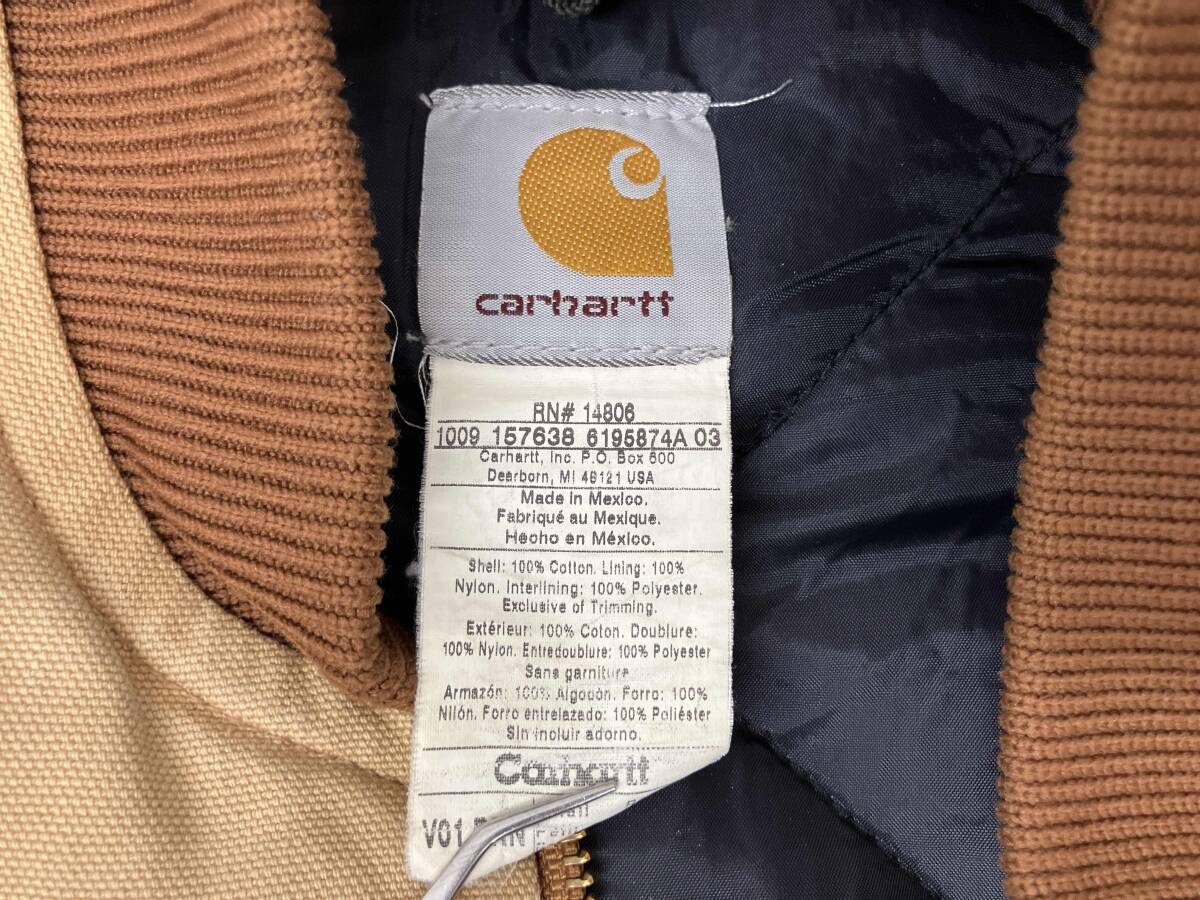 carhartt
RN# 14806
1009 157638 6195874A 03
Carhartt, Inc. P.O. Box 600
Dearborn, MI 48121 USA
Made in Mexico.
Fabriqué au Mexique.
Hecho en México.
Shell: 100% Cotton. Lining: 100%
Nylon. Interlining: 100% Polyester.
Exclusive of Trimming.
Extérieur: 100% Coton. Doublure:
100% Nylon. Entredoublure: 100% Polyester
Sans garniture
Armazón: 100% Algodón. Forro: 100%
Nilón. Forro entrelazado: 100% Poliéster
Sin incluir adorno.
Carhartt
V01